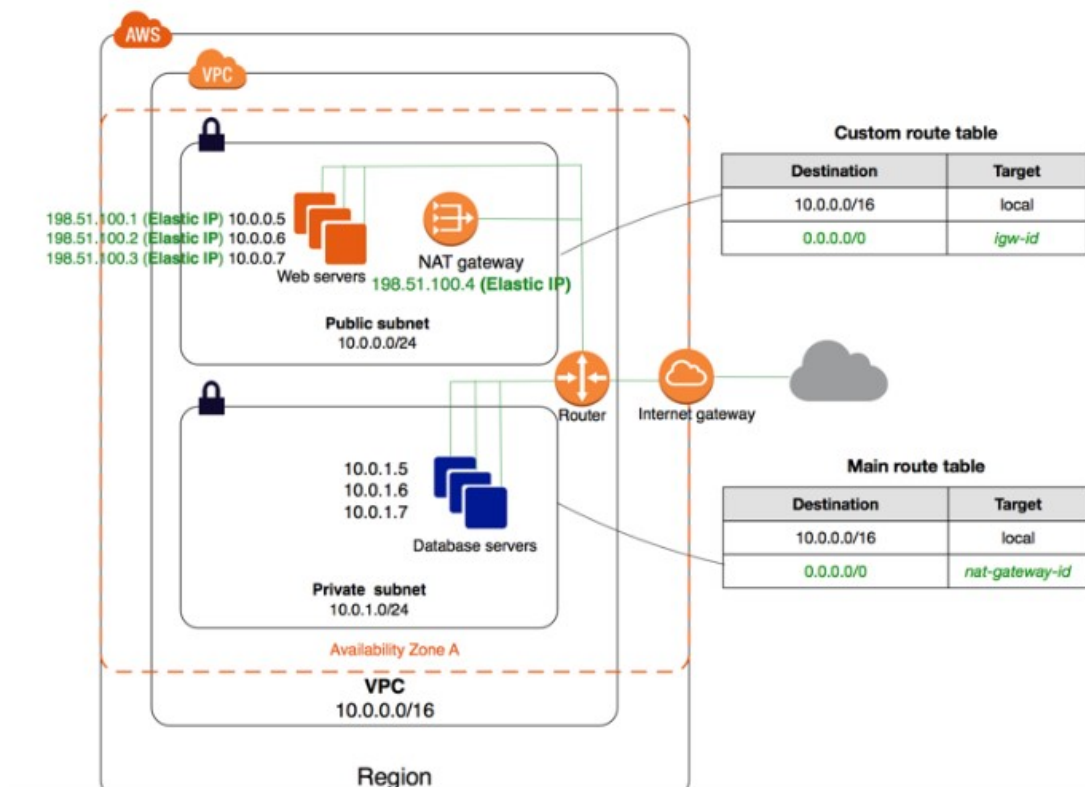 AWS
VPC
Custom route table
Destination Target
10.0.0.0/16 local
0.0.0.0/0 igw-id
198.51.100.1 (Elastic IP) 10.0.0.5
198.51.100.2 (Elastic IP) 10.0.0.6
198.51.100.3 (Elastic IP) 10.0.0.7
Web servers
NAT gateway
198.51.100.4 (Elastic IP)
Public subnet
10.0.0.0/24
Router
Internet gateway
10.0.1.5
10.0.1.6
10.0.1.7
Database servers
Private subnet
10.0.1.0/24
Main route table
Destination Target
10.0.0.0/16 local
0.0.0.0/0 nat-gateway-id
Availability Zone A
VPC
10.0.0.0/16
Region